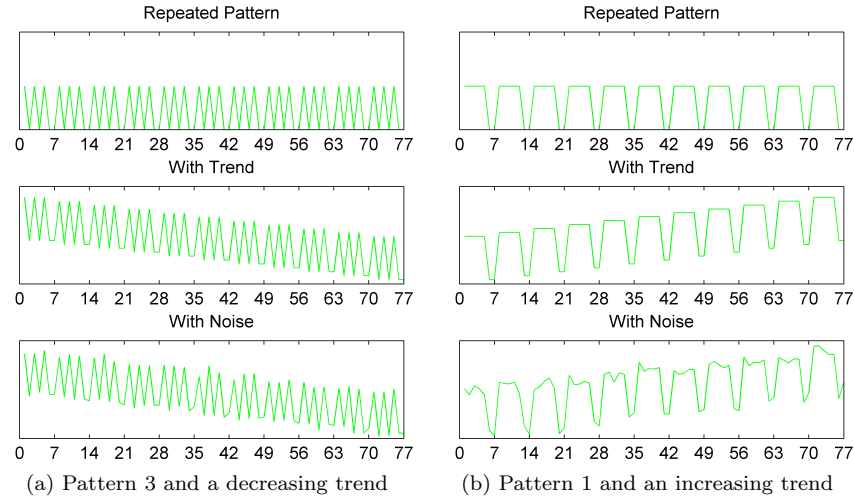 Repeated Pattern
0 7 14 21 28 35 42 49 56 63 70 77
With Trend
0 7 14 21 28 35 42 49 56 63 70 77
With Noise
0 7 14 21 28 35 42 49 56 63 70 77
(a) Pattern 3 and a decreasing trend
Repeated Pattern
0 7 14 21 28 35 42 49 56 63 70 77
With Trend
0 7 14 21 28 35 42 49 56 63 70 77
With Noise
0 7 14 21 28 35 42 49 56 63 70 77
(b) Pattern 1 and an increasing trend